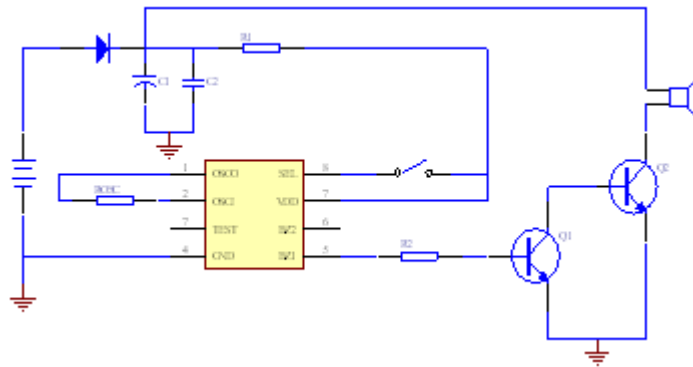 R1
C1
C2
1
OSCO
SEL
8
ROSC
2
OSCI
VDD
7
7
TEST
BZ2
6
4
GND
BZ1
5
R2
Q1
Q2